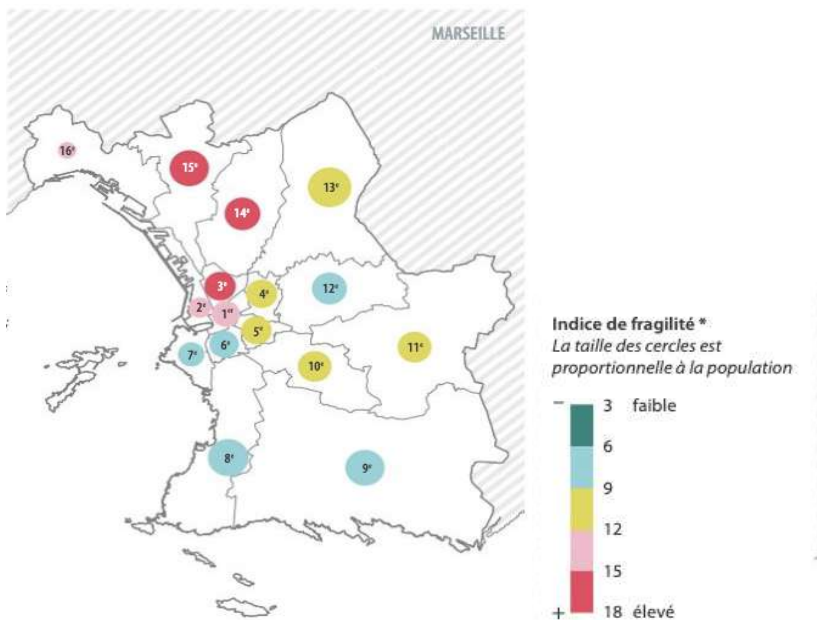 MARSEILLE
16e
15e
13e
14e
3e
4e
12e
2e
1er
5e
6e
7e
11e
10e
8e
9e
Indice de fragilité *
La taille des cercles est
proportionnelle à la population
− 3 faible
6
9
12
15
+ 18 élevé